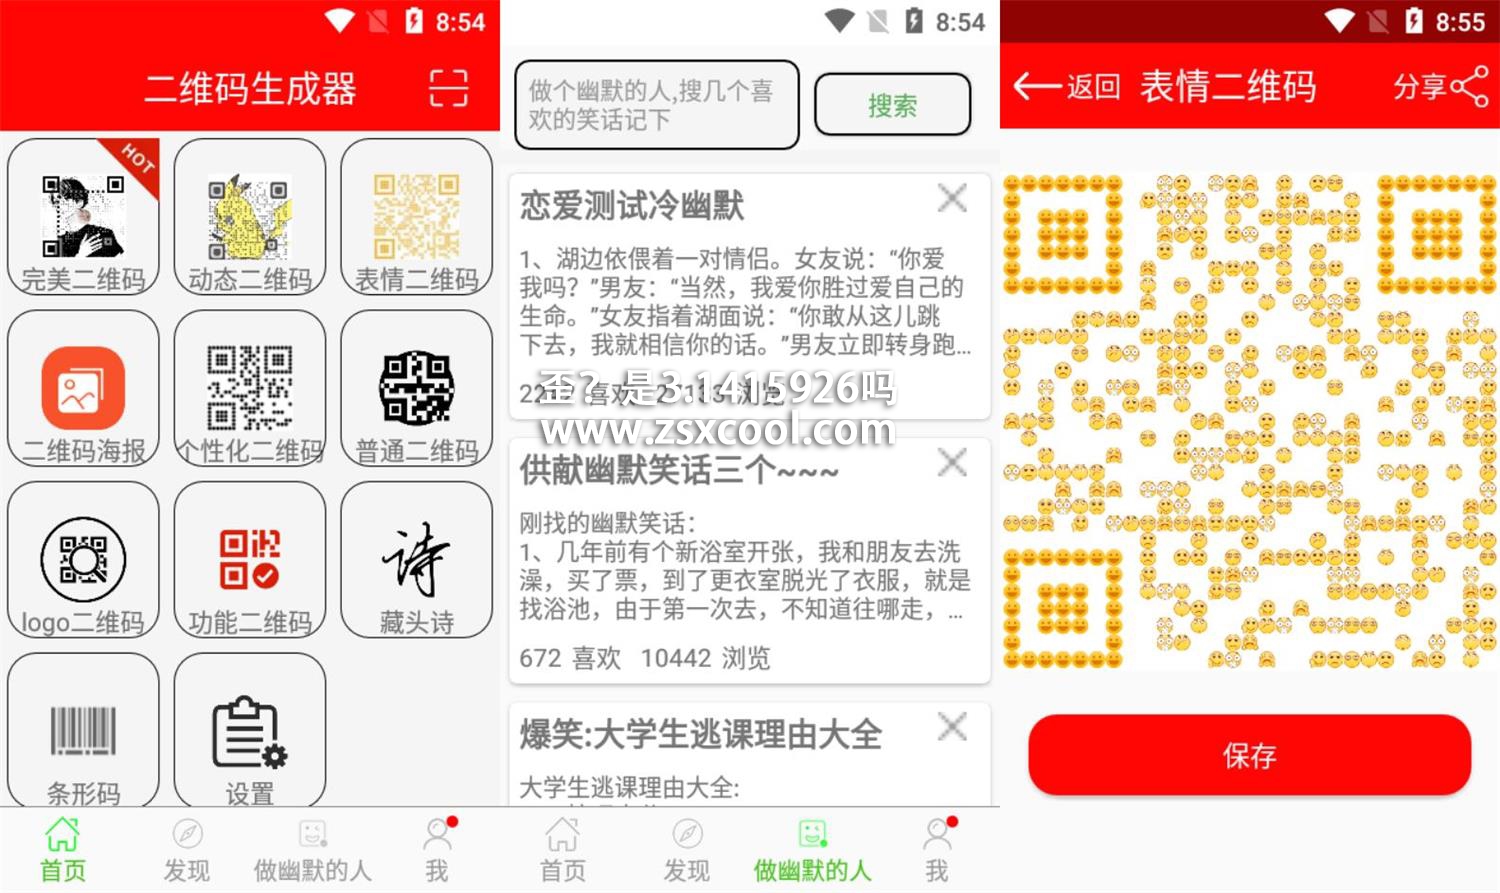 8:54
二维码生成器
HOT
完美二维码
动态二维码
表情二维码
二维码海报
个性化二维码
普通二维码
logo二维码
功能二维码
诗
藏头诗
条形码
设置
首页
发现
做幽默的人
我
8:54
做个幽默的人,搜几个喜
欢的笑话记下
搜索
恋爱测试冷幽默
1、湖边依偎着一对情侣。女友说：“你爱
我吗？”男友：“当然，我爱你胜过爱自己的
生命。”女友指着湖面说：“你敢从这儿跳
下去，我就相信你的话。”男友立即转身跑...
喜欢
浏览
歪？是3.1415926吗
www.zsxcool.com
供献幽默笑话三个~~~
刚找的幽默笑话：
1、几年前有个新浴室开张，我和朋友去洗
澡，买了票，到了更衣室脱光了衣服，就是
找浴池，由于第一次去，不知道往哪走，...
672 喜欢 10442 浏览
爆笑:大学生逃课理由大全
大学生逃课理由大全:
首页
发现
做幽默的人
我
8:55
返回
表情二维码
分享
保存